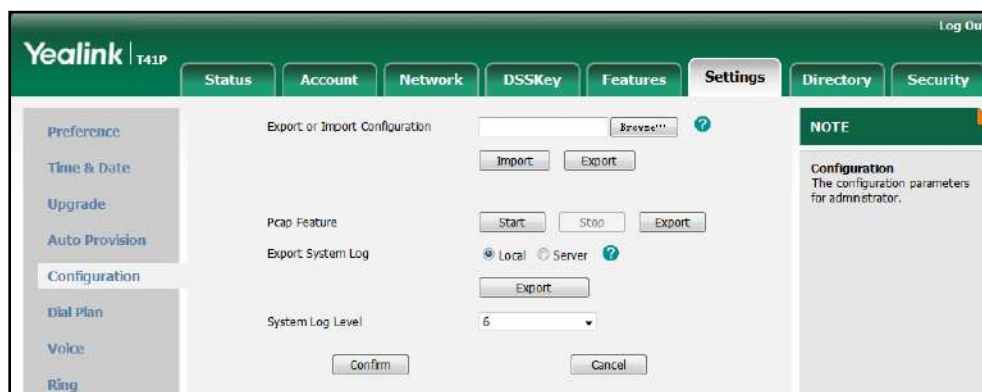 Log Ou
Yealink T41P
Status Account Network DSSKey Features Settings Directory Security
Preference
Time & Date
Upgrade
Auto Provision
Configuration
Dial Plan
Voice
Ring
Export or Import Configuration Browse... ?
Import Export
Pcap Feature Start Stop Export
Export System Log Local Server ?
Export
System Log Level 6
Confirm Cancel
NOTE
Configuration
The configuration parameters
for administrator.